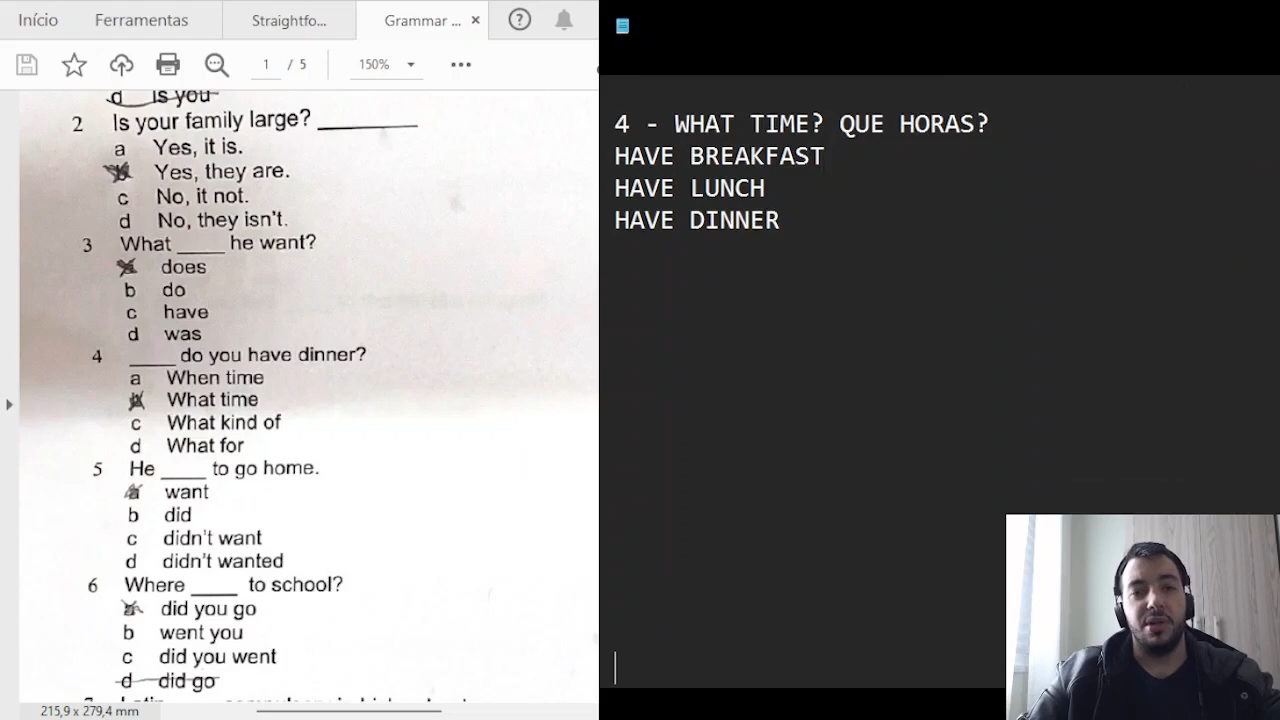 Início Ferramentas Straightfo... Grammar ... ×
1 / 5 150%
d is you
2 Is your family large? ________
a Yes, it is.
b Yes, they are.
c No, it not.
d No, they isn't.
3 What ____ he want?
a does
b do
c have
d was
4 ____ do you have dinner?
a When time
b What time
c What kind of
d What for
5 He ____ to go home.
a want
b did
c didn't want
d didn't wanted
6 Where ____ to school?
a did you go
b went you
c did you went
d did go
215,9 x 279,4 mm
4 - WHAT TIME? QUE HORAS?
HAVE BREAKFAST
HAVE LUNCH
HAVE DINNER